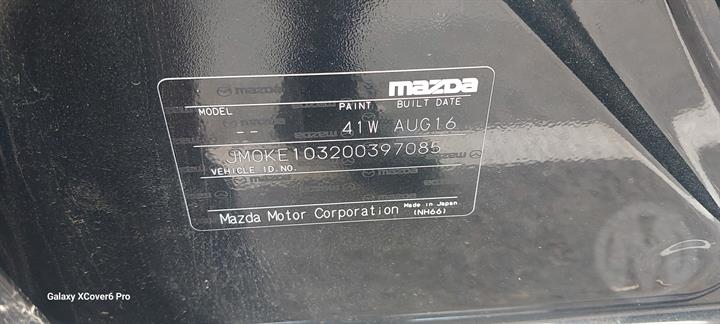 mazda
MODEL PAINT BUILT DATE
-- 41W AUG16
JM0KE103200397085
VEHICLE ID.NO.
Mazda Motor Corporation Made in Japan (NH66)
Galaxy XCover6 Pro